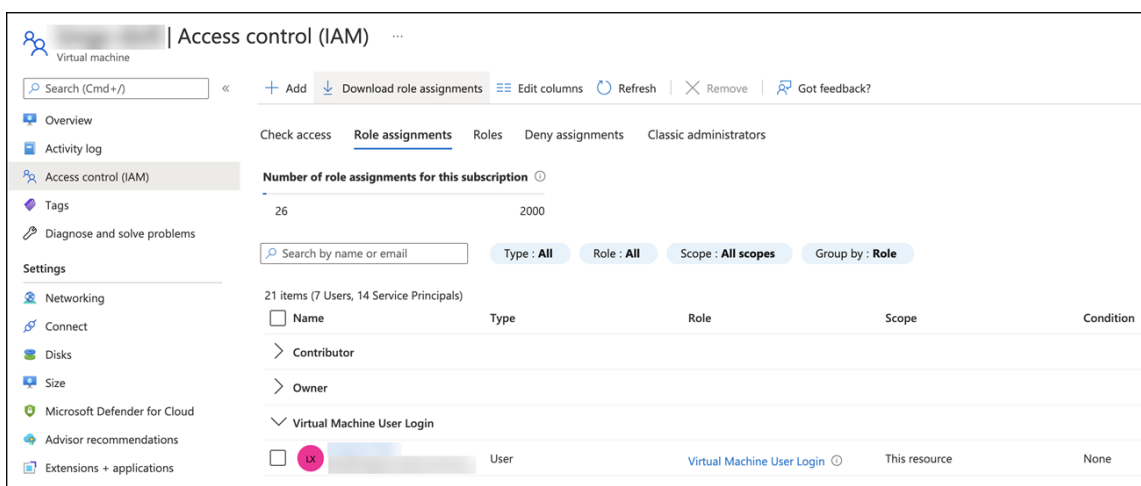 | Access control (IAM) ...
Virtual machine
Search (Cmd+/)
«
Add
Download role assignments
Edit columns
Refresh
Remove
Got feedback?
Overview
Activity log
Access control (IAM)
Tags
Diagnose and solve problems
Settings
Networking
Connect
Disks
Size
Microsoft Defender for Cloud
Advisor recommendations
Extensions + applications
Check access
Role assignments
Roles
Deny assignments
Classic administrators
Number of role assignments for this subscription
26
2000
Search by name or email
Type : All
Role : All
Scope : All scopes
Group by : Role
21 items (7 Users, 14 Service Principals)
Name
Type
Role
Scope
Condition
Contributor
Owner
Virtual Machine User Login
LX
User
Virtual Machine User Login
This resource
None